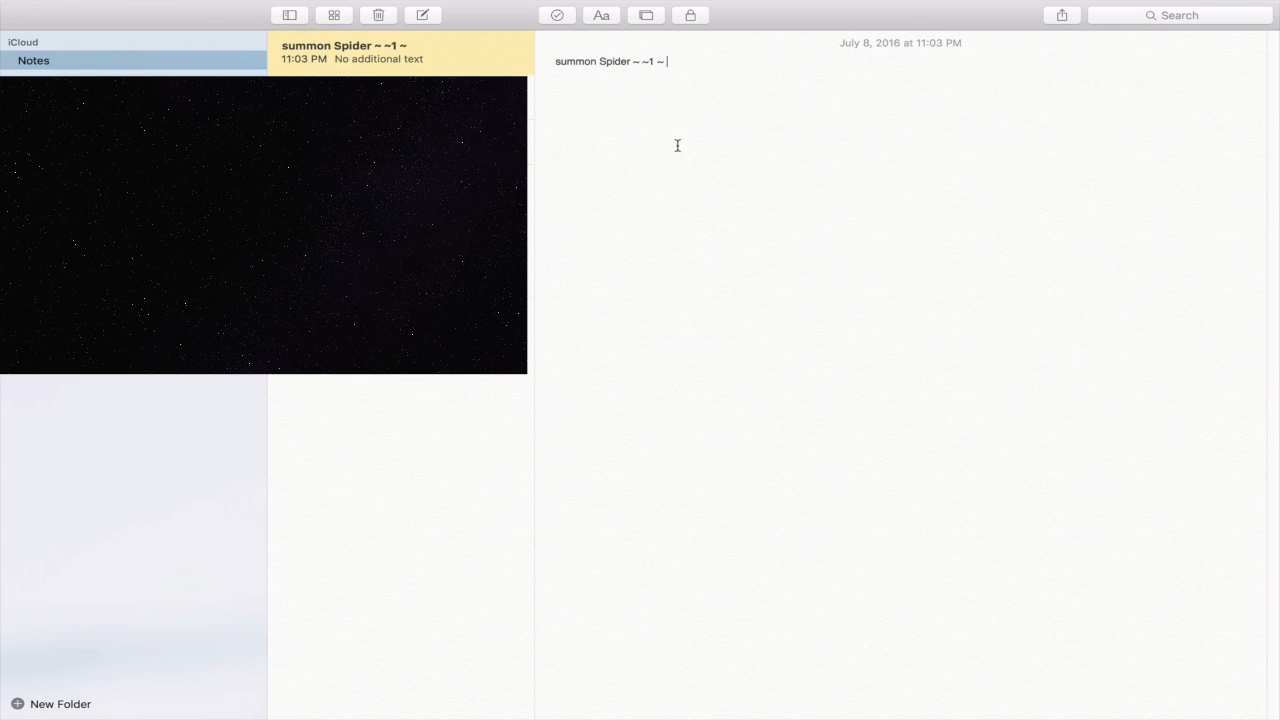 Aa
Search
iCloud
Notes
summon Spider ~ ~1 ~
11:03 PM No additional text
July 8, 2016 at 11:03 PM
summon Spider ~ ~1 ~
New Folder